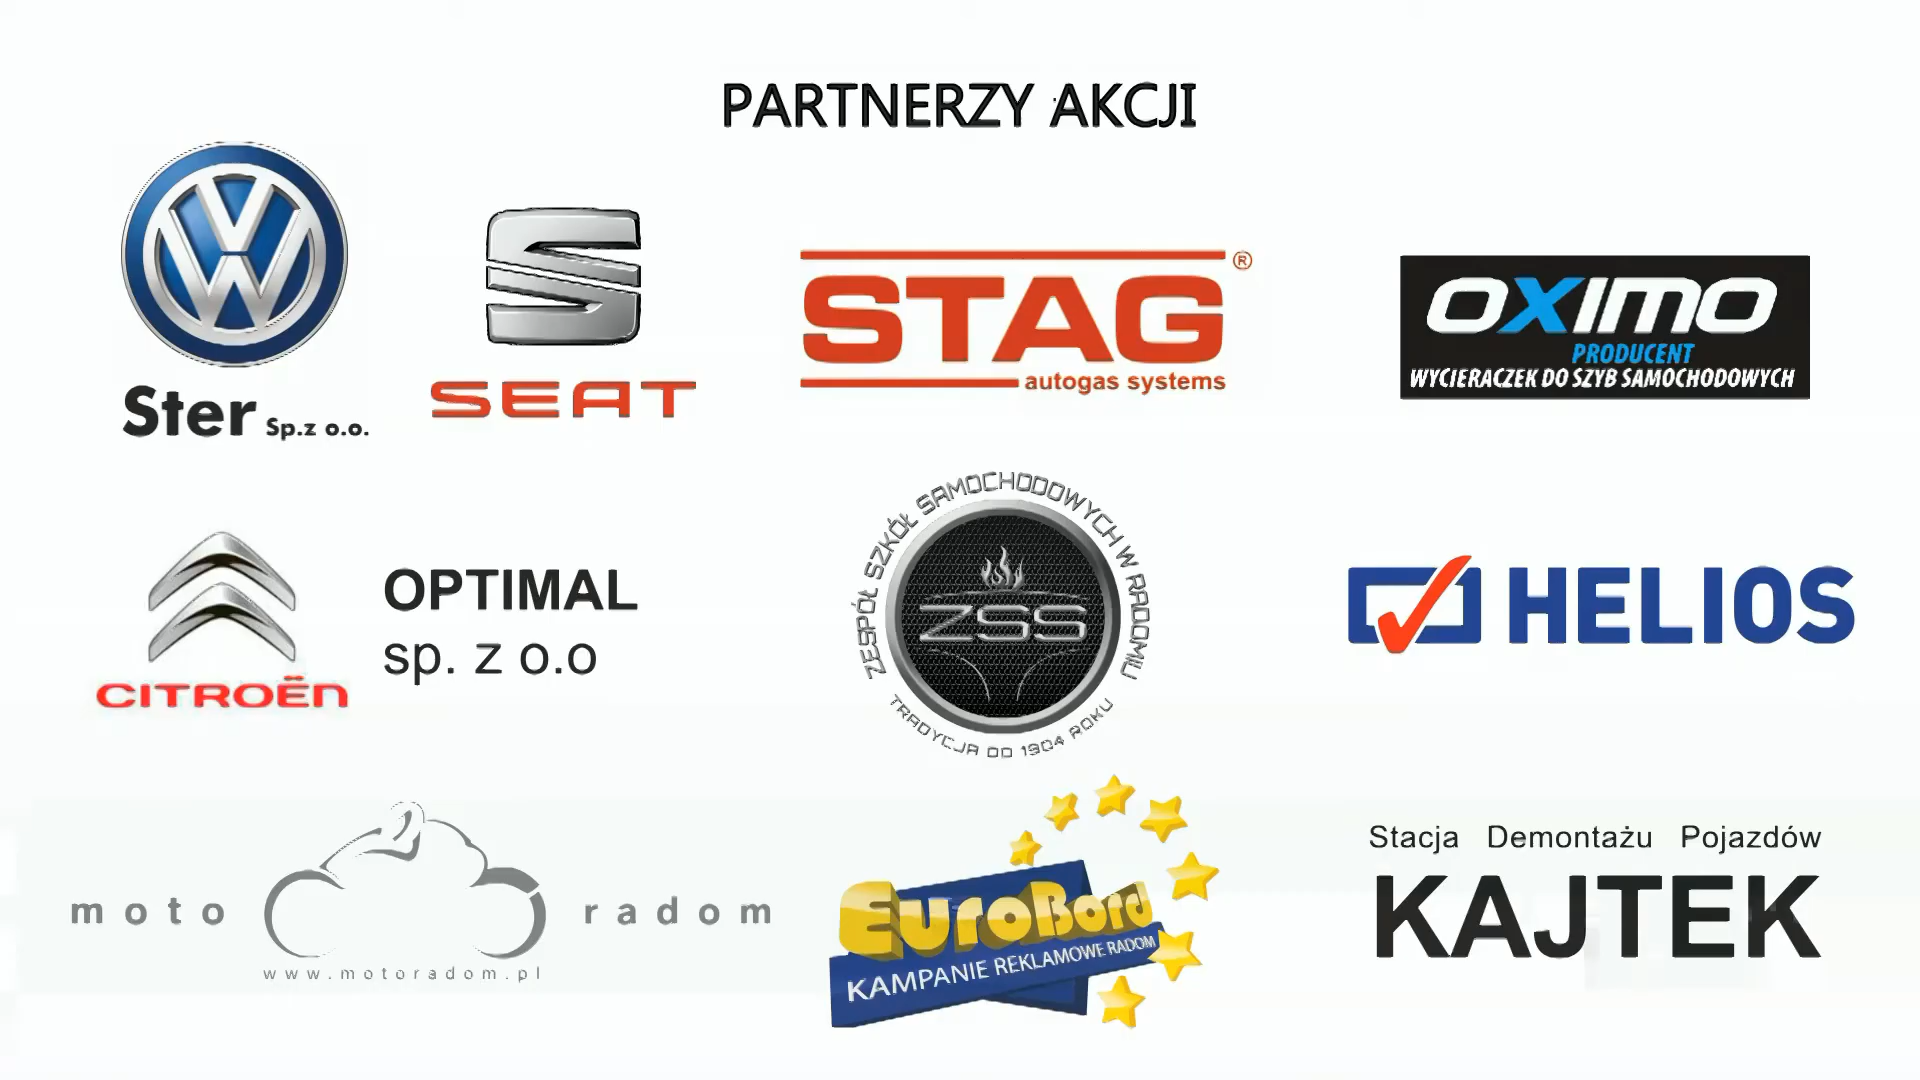 PARTNERZY AKCJI
Ster Sp.z o.o.
SEAT
STAG®
autogas systems
OXIMO
PRODUCENT
WYCIERACZEK DO SZYB SAMOCHODOWYCH
CITROËN
OPTIMAL
sp. z o.o
ZESPÓŁ SZKÓŁ SAMOCHODOWYCH W RADOMIU
ZSS
TRADYCJA OD 1904 ROKU
HELIOS
moto radom
www.motoradom.pl
EuroBord
KAMPANIE REKLAMOWE RADOM
Stacja Demontażu Pojazdów
KAJTEK